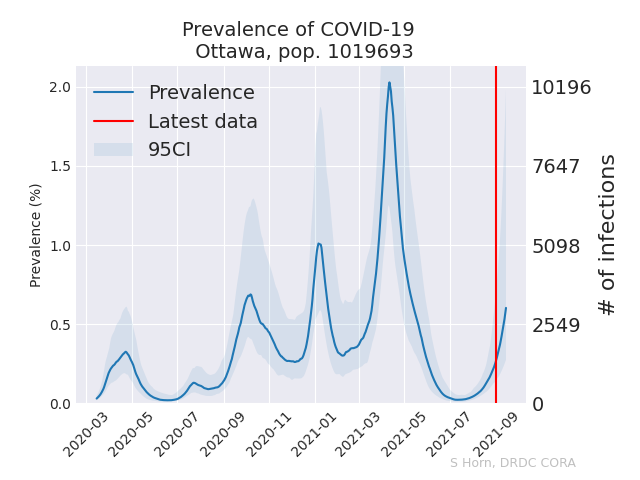 Prevalence of COVID-19
Ottawa, pop. 1019693
Prevalence
Latest data
95CI
Prevalence (%)
2.0
1.5
1.0
0.5
0.0
10196
7647
5098
2549
0
# of infections
2020-03
2020-05
2020-07
2020-09
2020-11
2021-01
2021-03
2021-05
2021-07
2021-09
S Horn, DRDC CORA